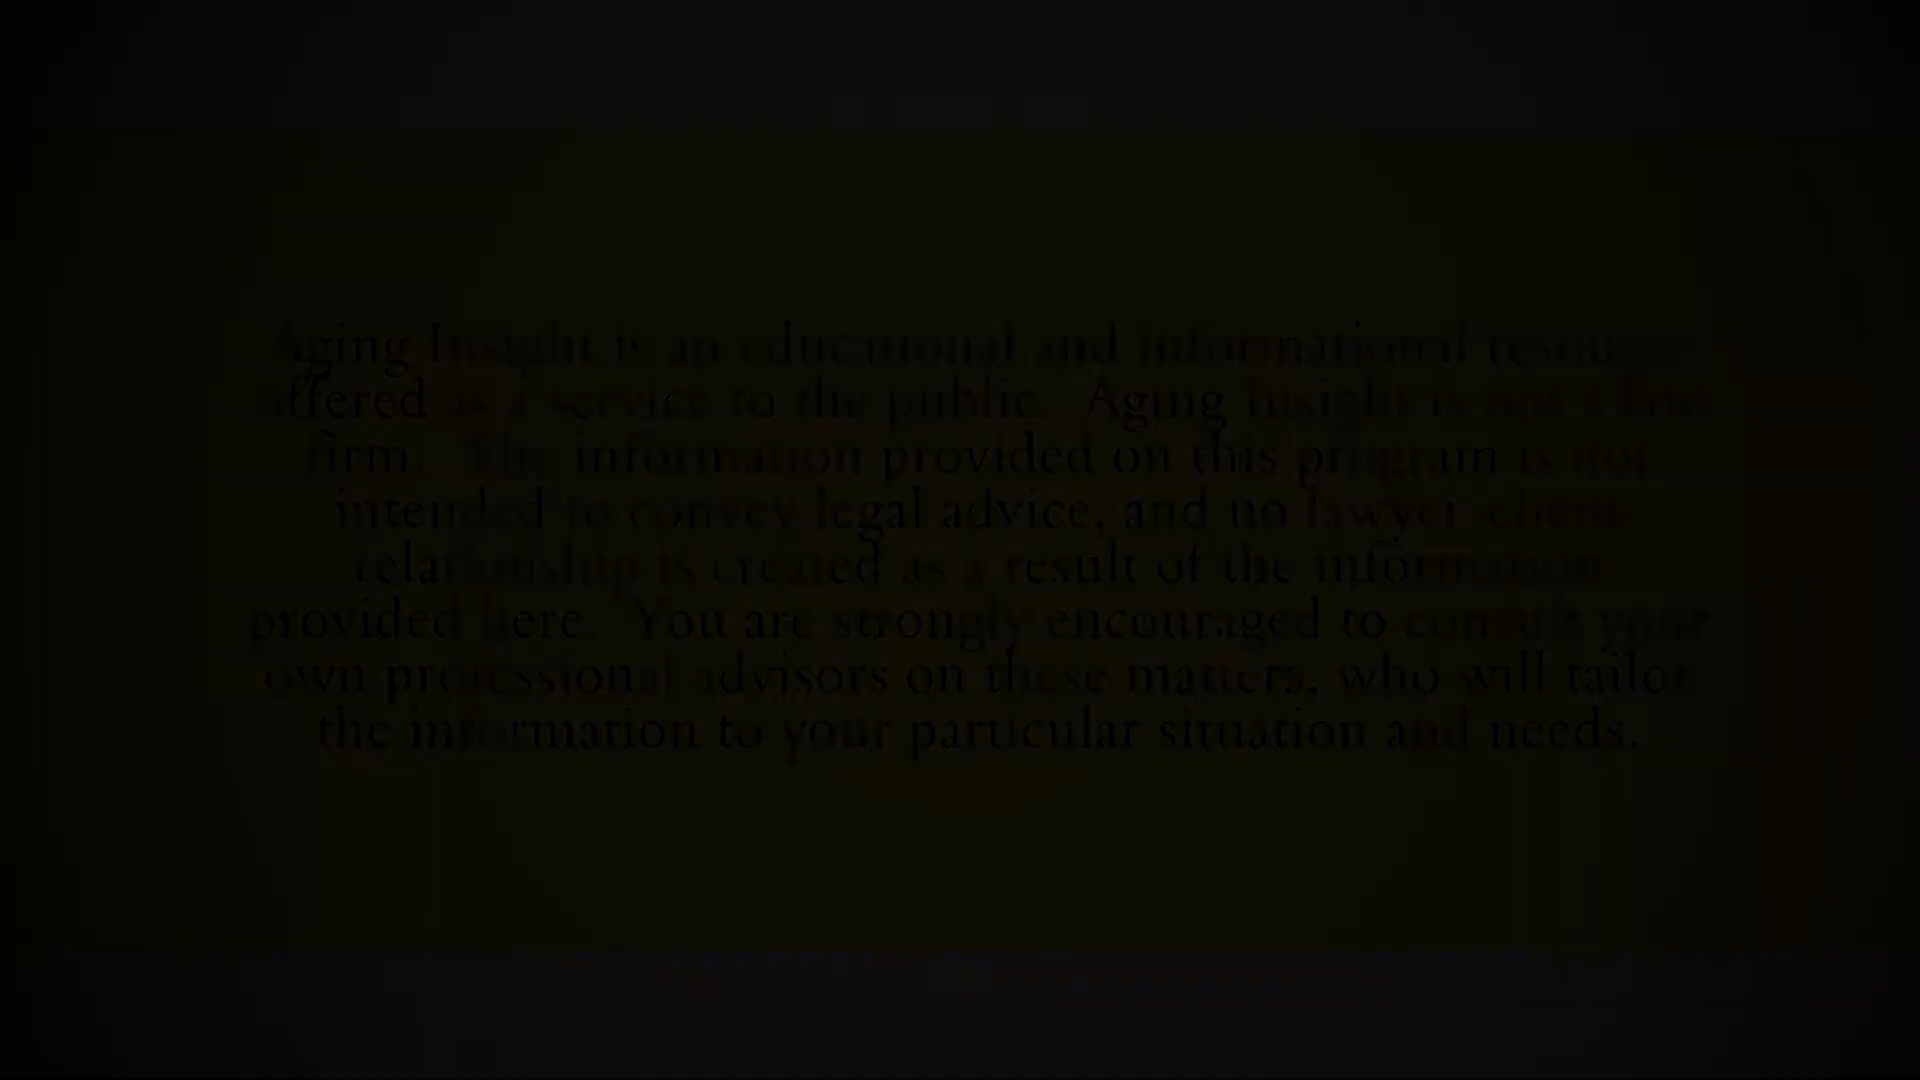 Aging Insight is an educational and informational resource
offered as a service to the public. Aging Insight is not a law
firm. The information provided on this program is not
intended to convey legal advice, and no lawyer-client
relationship is created as a result of the information
provided here. You are strongly encouraged to consult your
own professional advisors on these matters, who will tailor
the information to your particular situation and needs.